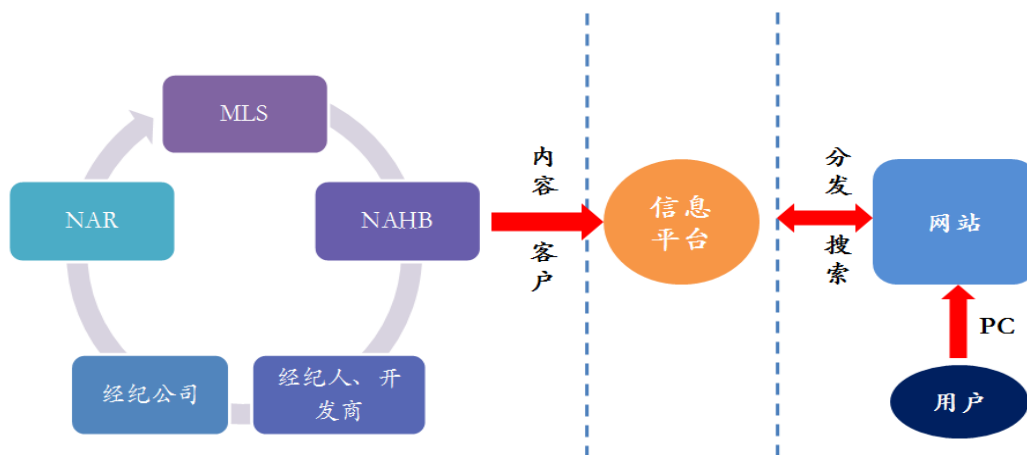 MLS
NAR
NAHB
经纪公司
经纪人、开
发商
内容
客户
信息
平台
分发
搜索
网站
PC
用户